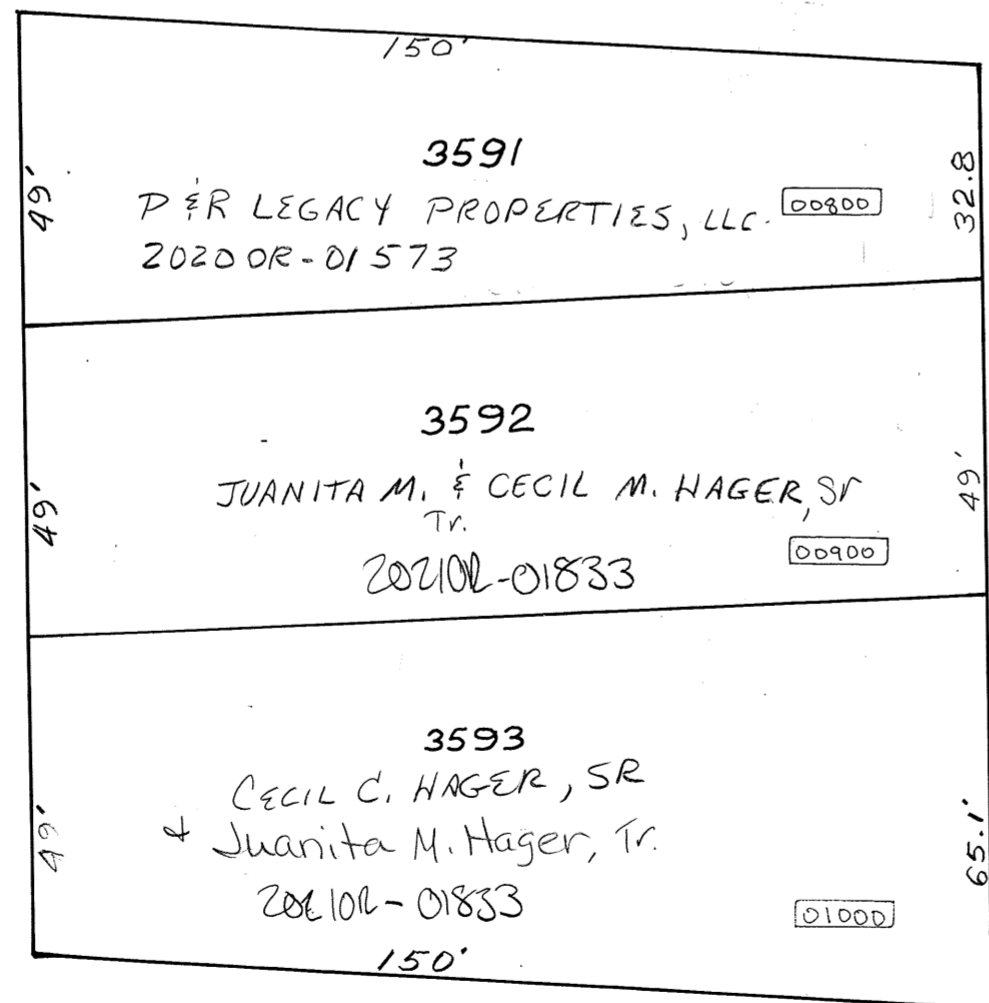 150'
3591
49'
P & R LEGACY PROPERTIES, LLC.
00800
32.8
2020 OR-01573
3592
49'
JUANITA M. & CECIL M. HAGER, Sr
Tr.
49'
00900
2021OR-01833
3593
CECIL C. HAGER, SR
49'
& Juanita M. Hager, Tr.
65.1'
2021OR-01833
01000
150'